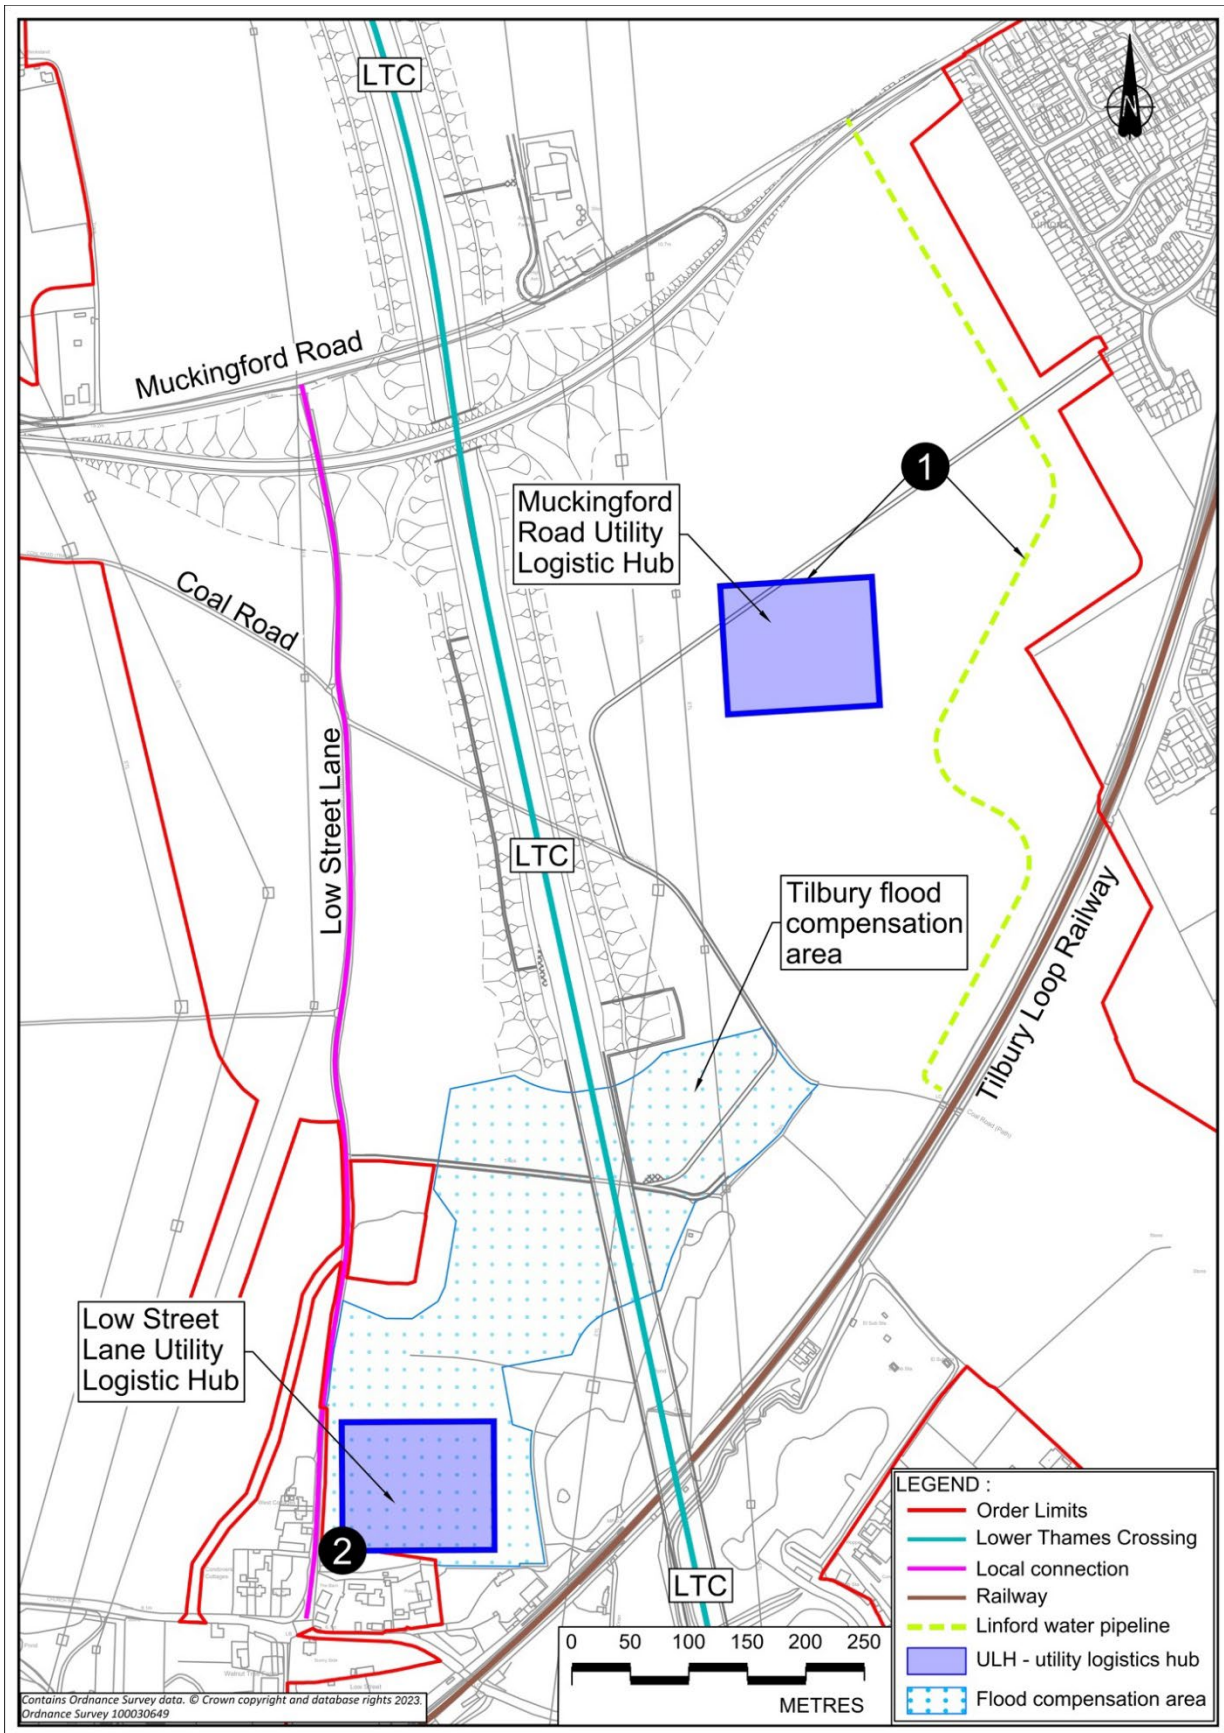 LTC
N
Muckingford Road
1
Muckingford
Road Utility
Logistic Hub
Coal Road
Low Street Lane
LTC
Tilbury flood
compensation
area
Tilbury Loop Railway
Coal Road (Path)
Low Street
Lane Utility
Logistic Hub
2
LTC
0 50 100 150 200 250
METRES
LEGEND :
Order Limits
Lower Thames Crossing
Local connection
Railway
Linford water pipeline
ULH - utility logistics hub
Flood compensation area
Contains Ordnance Survey data. © Crown copyright and database rights 2023.
Ordnance Survey 100030649